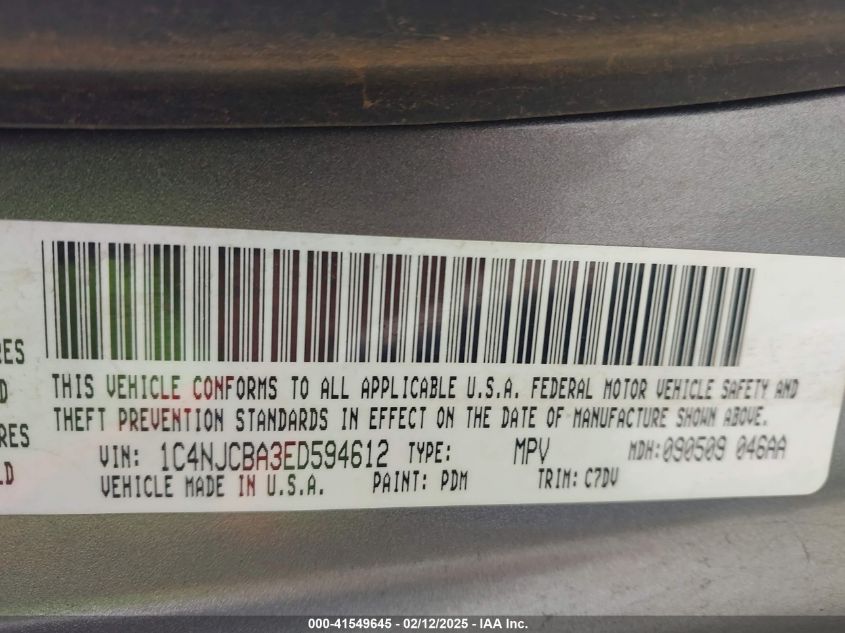 RES
THIS VEHICLE CONFORMS TO ALL APPLICABLE U.S.A. FEDERAL MOTOR VEHICLE SAFETY AND
D
THEFT PREVENTION STANDARDS IN EFFECT ON THE DATE OF MANUFACTURE SHOWN ABOVE.
RES
VIN: 1C4NJCBA3ED594612 TYPE: MPV MDH:090509 046AA
LD
VEHICLE MADE IN U.S.A. PAINT: PDM TRIM: C7DV
000-41549645 - 02/12/2025 - IAA Inc.